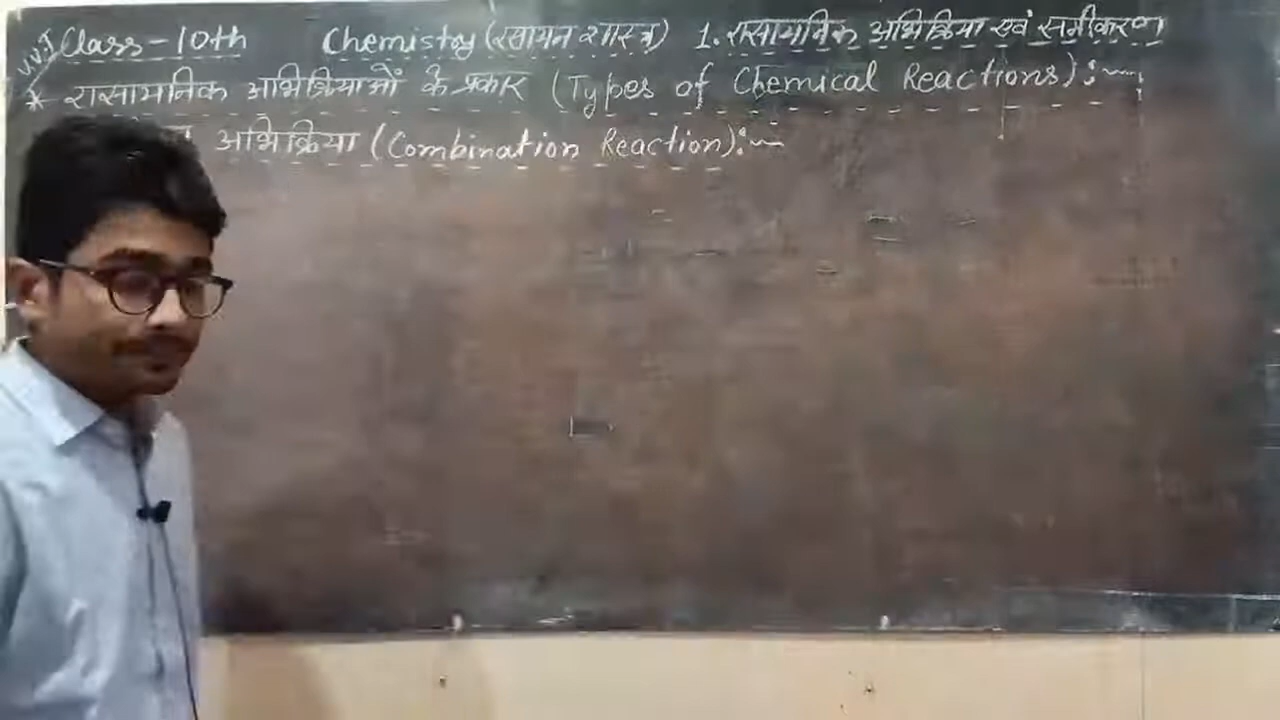 V.V.I Class-10th Chemistry (रसायन शास्त्र) 1. रासायनिक अभिक्रिया एवं समीकरण
* रासायनिक अभिक्रियाओं के प्रकार (Types of Chemical Reactions):-
अभिक्रिया (Combination Reaction):-